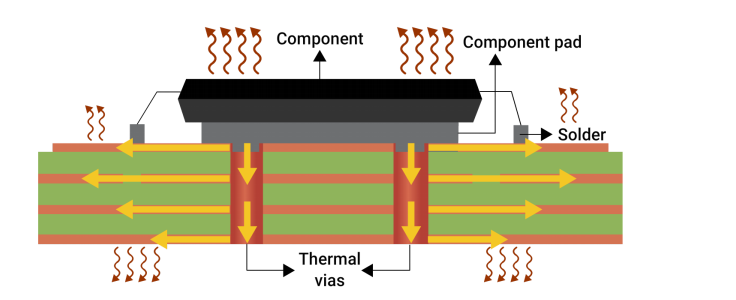 Component
Component pad
Solder
Thermal
vias